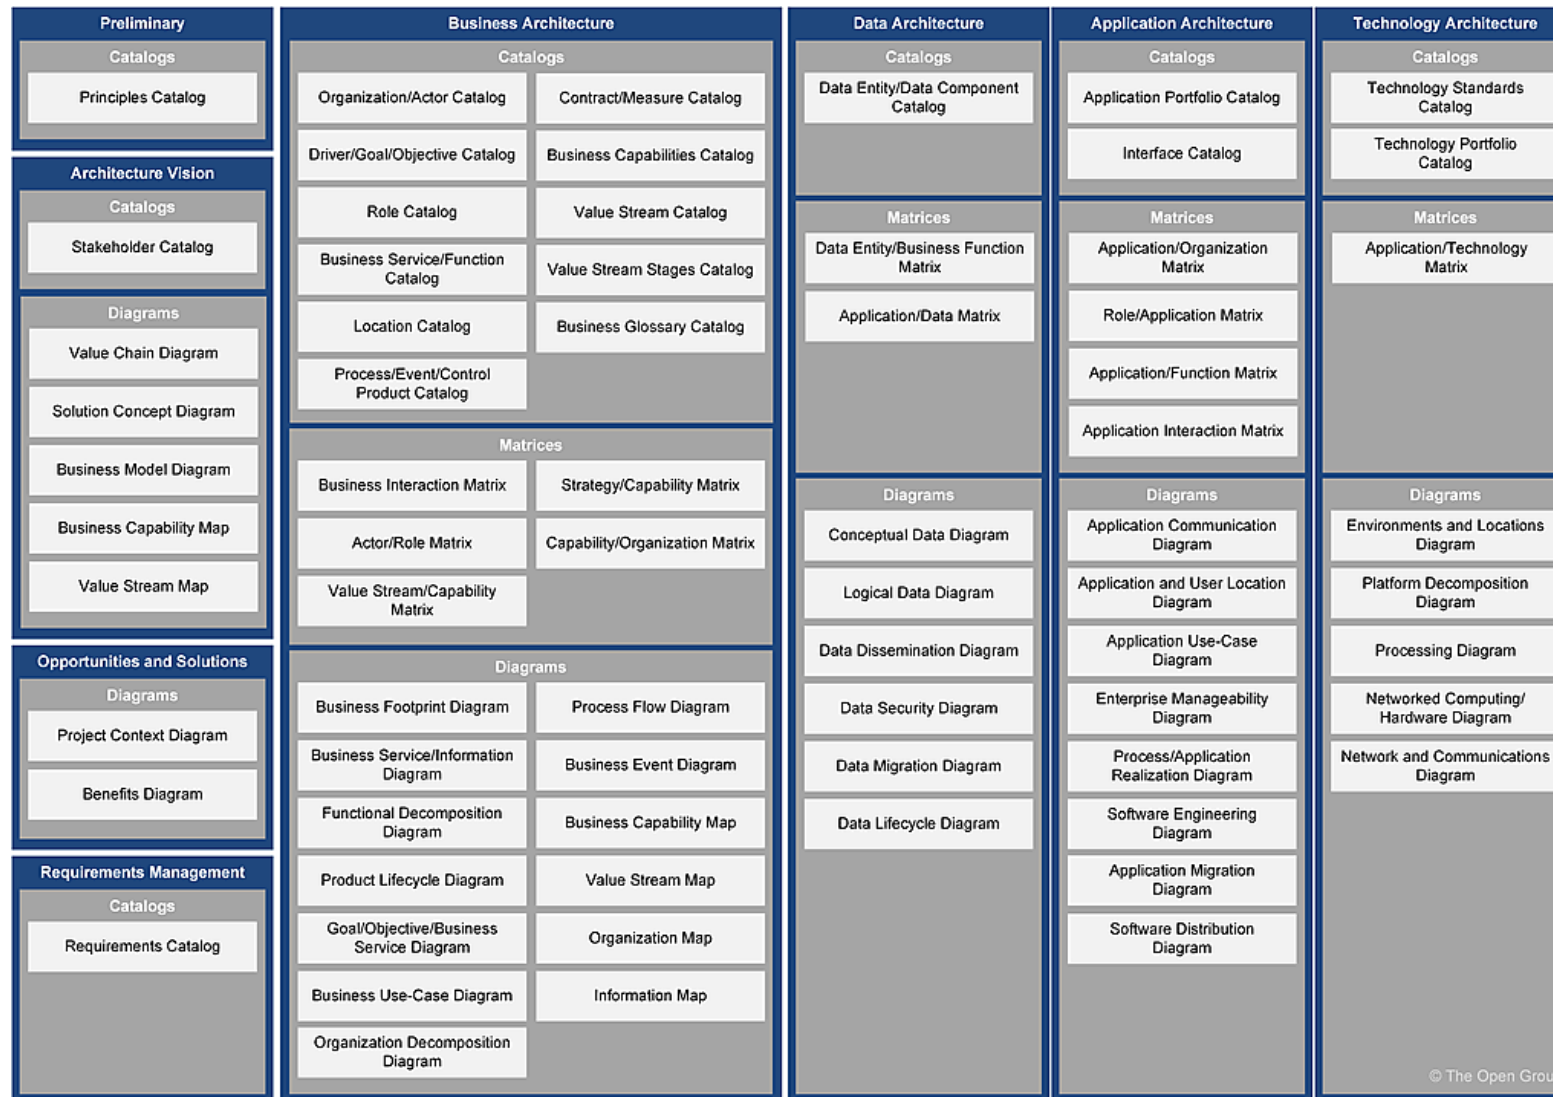 Preliminary
Catalogs
Principles Catalog
Architecture Vision
Catalogs
Stakeholder Catalog
Diagrams
Value Chain Diagram
Solution Concept Diagram
Business Model Diagram
Business Capability Map
Value Stream Map
Opportunities and Solutions
Diagrams
Project Context Diagram
Benefits Diagram
Requirements Management
Catalogs
Requirements Catalog
Business Architecture
Catalogs
Organization/Actor Catalog
Driver/Goal/Objective Catalog
Role Catalog
Business Service/Function
Catalog
Location Catalog
Process/Event/Control
Product Catalog
Contract/Measure Catalog
Business Capabilities Catalog
Value Stream Catalog
Value Stream Stages Catalog
Business Glossary Catalog
Matrices
Business Interaction Matrix
Actor/Role Matrix
Value Stream/Capability
Matrix
Strategy/Capability Matrix
Capability/Organization Matrix
Diagrams
Business Footprint Diagram
Business Service/Information
Diagram
Functional Decomposition
Diagram
Product Lifecycle Diagram
Goal/Objective/Business
Service Diagram
Business Use-Case Diagram
Organization Decomposition
Diagram
Process Flow Diagram
Business Event Diagram
Business Capability Map
Value Stream Map
Organization Map
Information Map
Data Architecture
Catalogs
Data Entity/Data Component
Catalog
Matrices
Data Entity/Business Function
Matrix
Application/Data Matrix
Diagrams
Conceptual Data Diagram
Logical Data Diagram
Data Dissemination Diagram
Data Security Diagram
Data Migration Diagram
Data Lifecycle Diagram
Application Architecture
Catalogs
Application Portfolio Catalog
Interface Catalog
Matrices
Application/Organization
Matrix
Role/Application Matrix
Application/Function Matrix
Application Interaction Matrix
Diagrams
Application Communication
Diagram
Application and User Location
Diagram
Application Use-Case
Diagram
Enterprise Manageability
Diagram
Process/Application
Realization Diagram
Software Engineering
Diagram
Application Migration
Diagram
Software Distribution
Diagram
Technology Architecture
Catalogs
Technology Standards
Catalog
Technology Portfolio
Catalog
Matrices
Application/Technology
Matrix
Diagrams
Environments and Locations
Diagram
Platform Decomposition
Diagram
Processing Diagram
Networked Computing/
Hardware Diagram
Network and Communications
Diagram
© The Open Grou